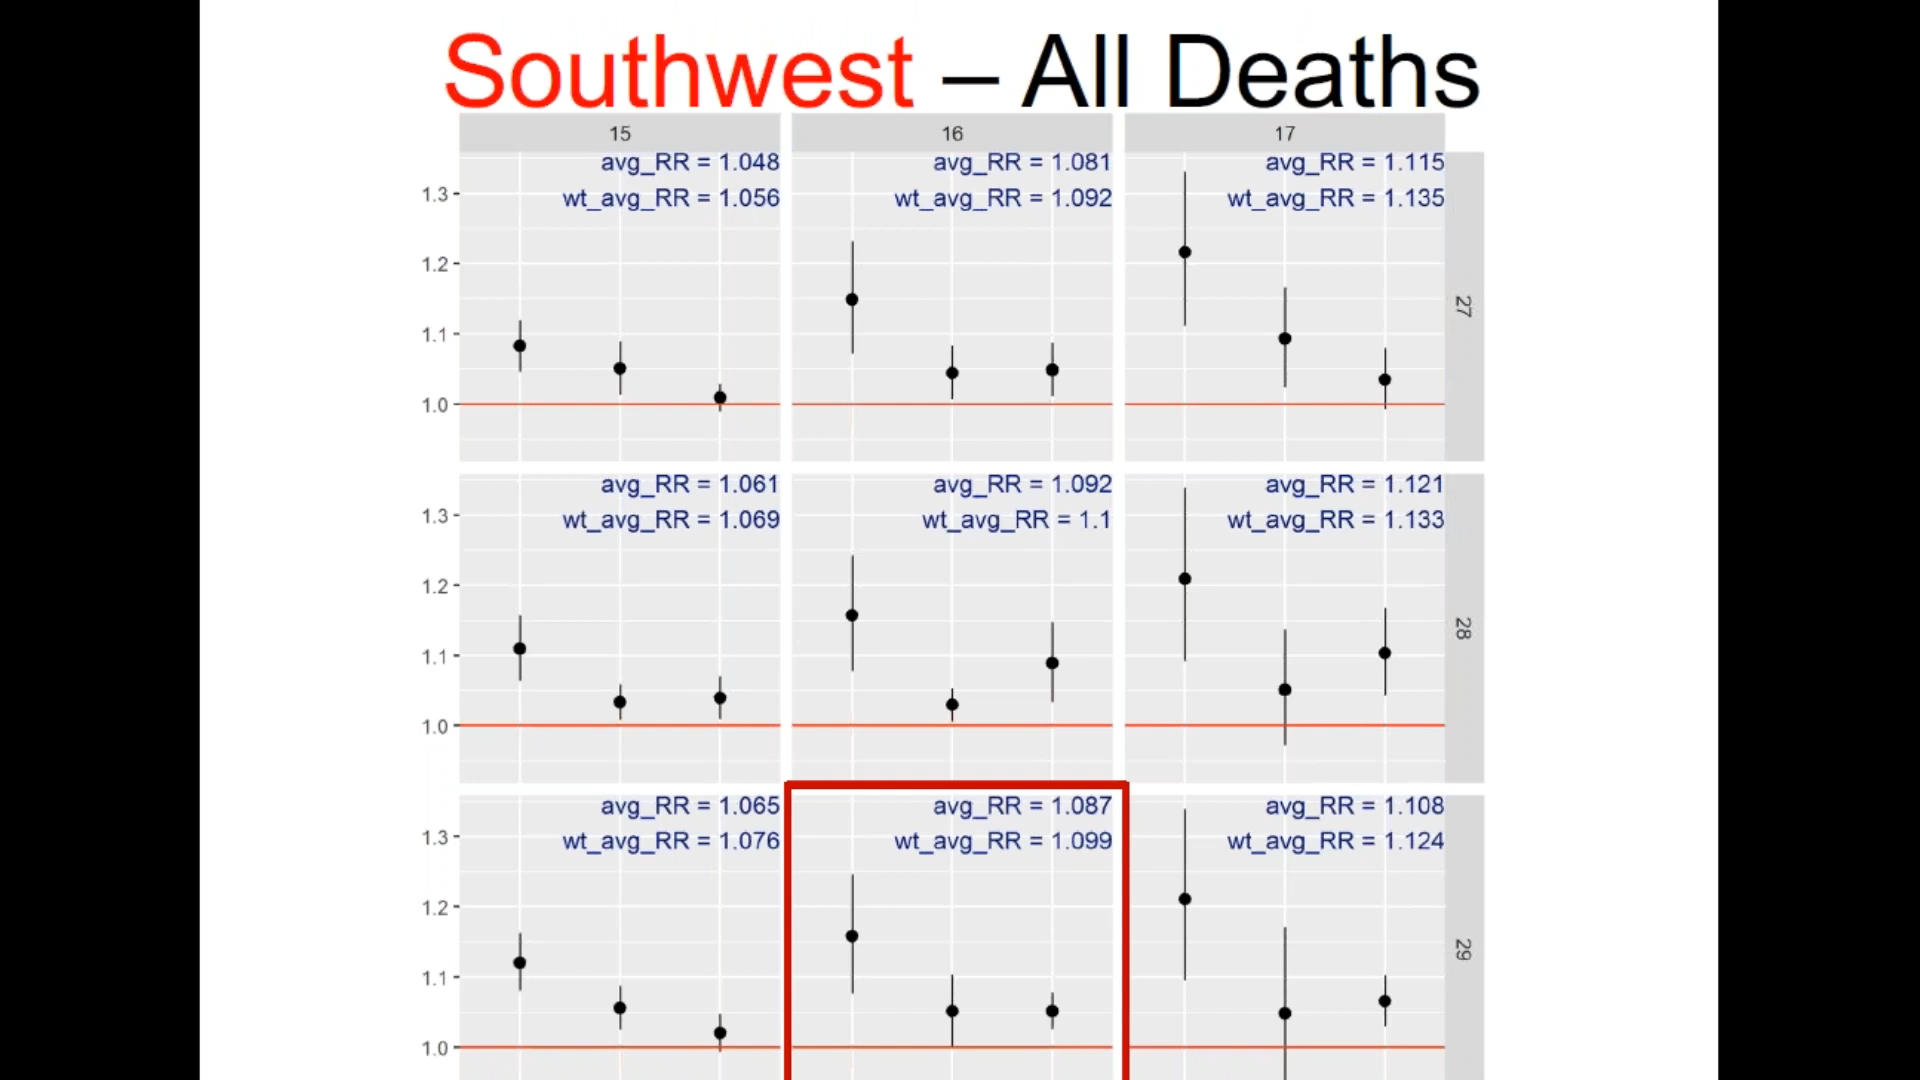 Southwest – All Deaths
15 16 17
avg_RR = 1.048 avg_RR = 1.081 avg_RR = 1.115
wt_avg_RR = 1.056 wt_avg_RR = 1.092 wt_avg_RR = 1.135
1.3
1.2
27
1.1
1.0
avg_RR = 1.061 avg_RR = 1.092 avg_RR = 1.121
wt_avg_RR = 1.069 wt_avg_RR = 1.1 wt_avg_RR = 1.133
1.3
1.2
28
1.1
1.0
avg_RR = 1.065 avg_RR = 1.087 avg_RR = 1.108
wt_avg_RR = 1.076 wt_avg_RR = 1.099 wt_avg_RR = 1.124
1.3
1.2
29
1.1
1.0